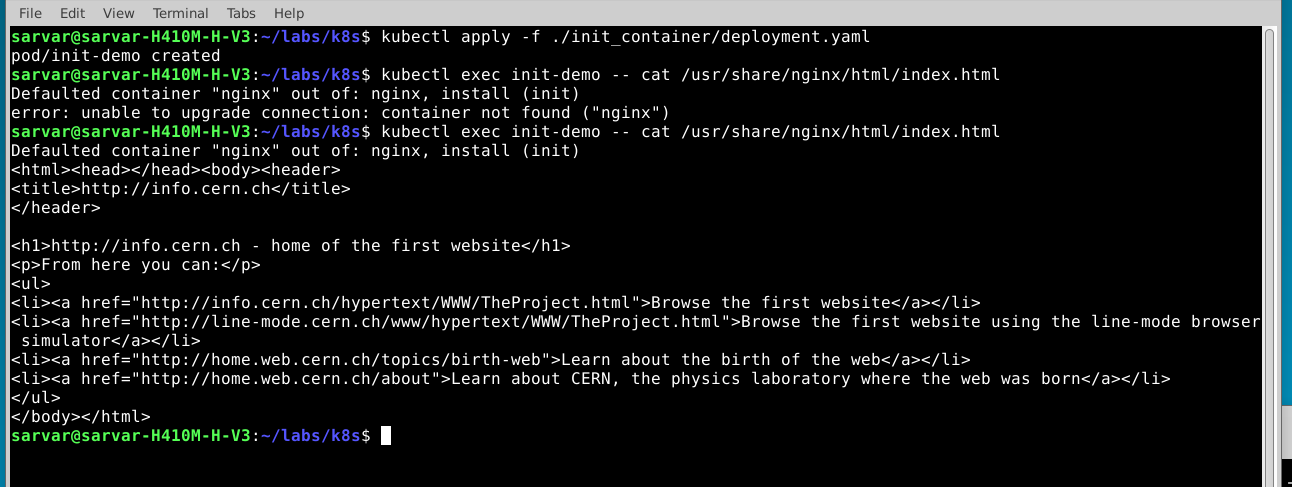 File Edit View Terminal Tabs Help
sarvar@sarvar-H410M-H-V3:~/labs/k8s$ kubectl apply -f ./init_container/deployment.yaml
pod/init-demo created
sarvar@sarvar-H410M-H-V3:~/labs/k8s$ kubectl exec init-demo -- cat /usr/share/nginx/html/index.html
Defaulted container "nginx" out of: nginx, install (init)
error: unable to upgrade connection: container not found ("nginx")
sarvar@sarvar-H410M-H-V3:~/labs/k8s$ kubectl exec init-demo -- cat /usr/share/nginx/html/index.html
Defaulted container "nginx" out of: nginx, install (init)
<html><head></head><body><header>
<title>http://info.cern.ch</title>
</header>

<h1>http://info.cern.ch - home of the first website</h1>
<p>From here you can:</p>
<ul>
<li><a href="http://info.cern.ch/hypertext/WWW/TheProject.html">Browse the first website</a></li>
<li><a href="http://line-mode.cern.ch/www/hypertext/WWW/TheProject.html">Browse the first website using the line-mode browser
 simulator</a></li>
<li><a href="http://home.web.cern.ch/topics/birth-web">Learn about the birth of the web</a></li>
<li><a href="http://home.web.cern.ch/about">Learn about CERN, the physics laboratory where the web was born</a></li>
</ul>
</body></html>
sarvar@sarvar-H410M-H-V3:~/labs/k8s$